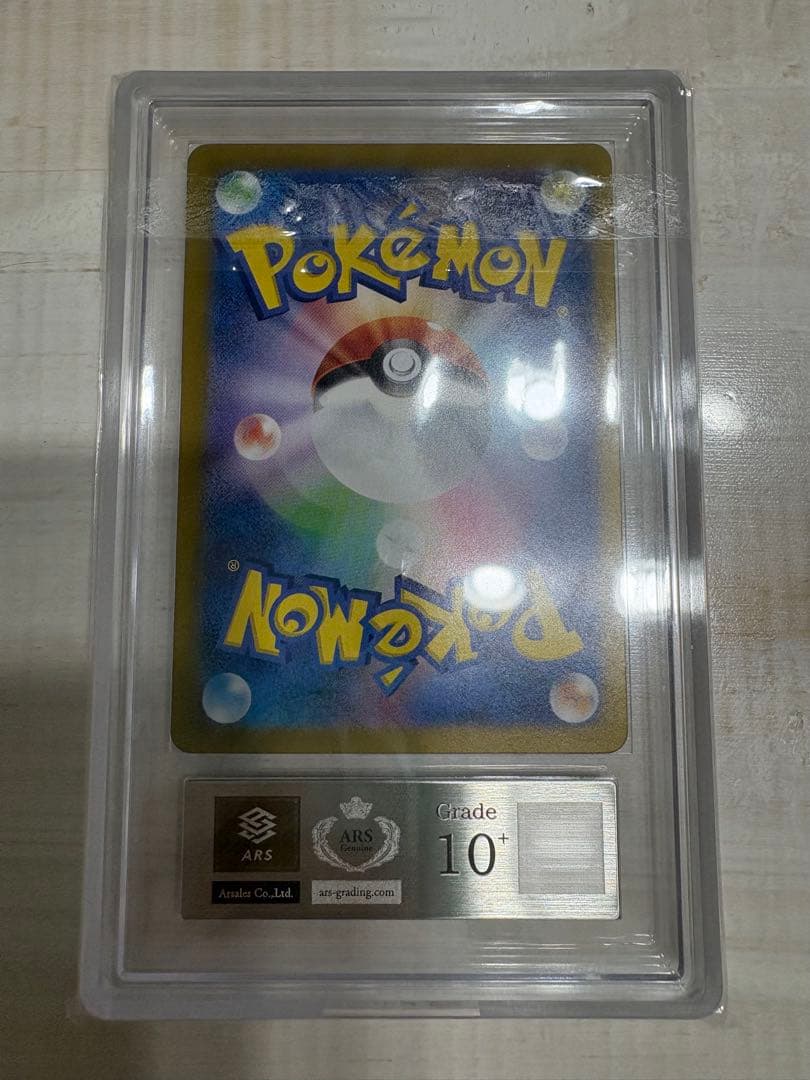 POKéMON
®
®
POKéMON
ARS
Arsales Co.,Ltd.
ARS
Genuine
ars-grading.com
Grade
10+